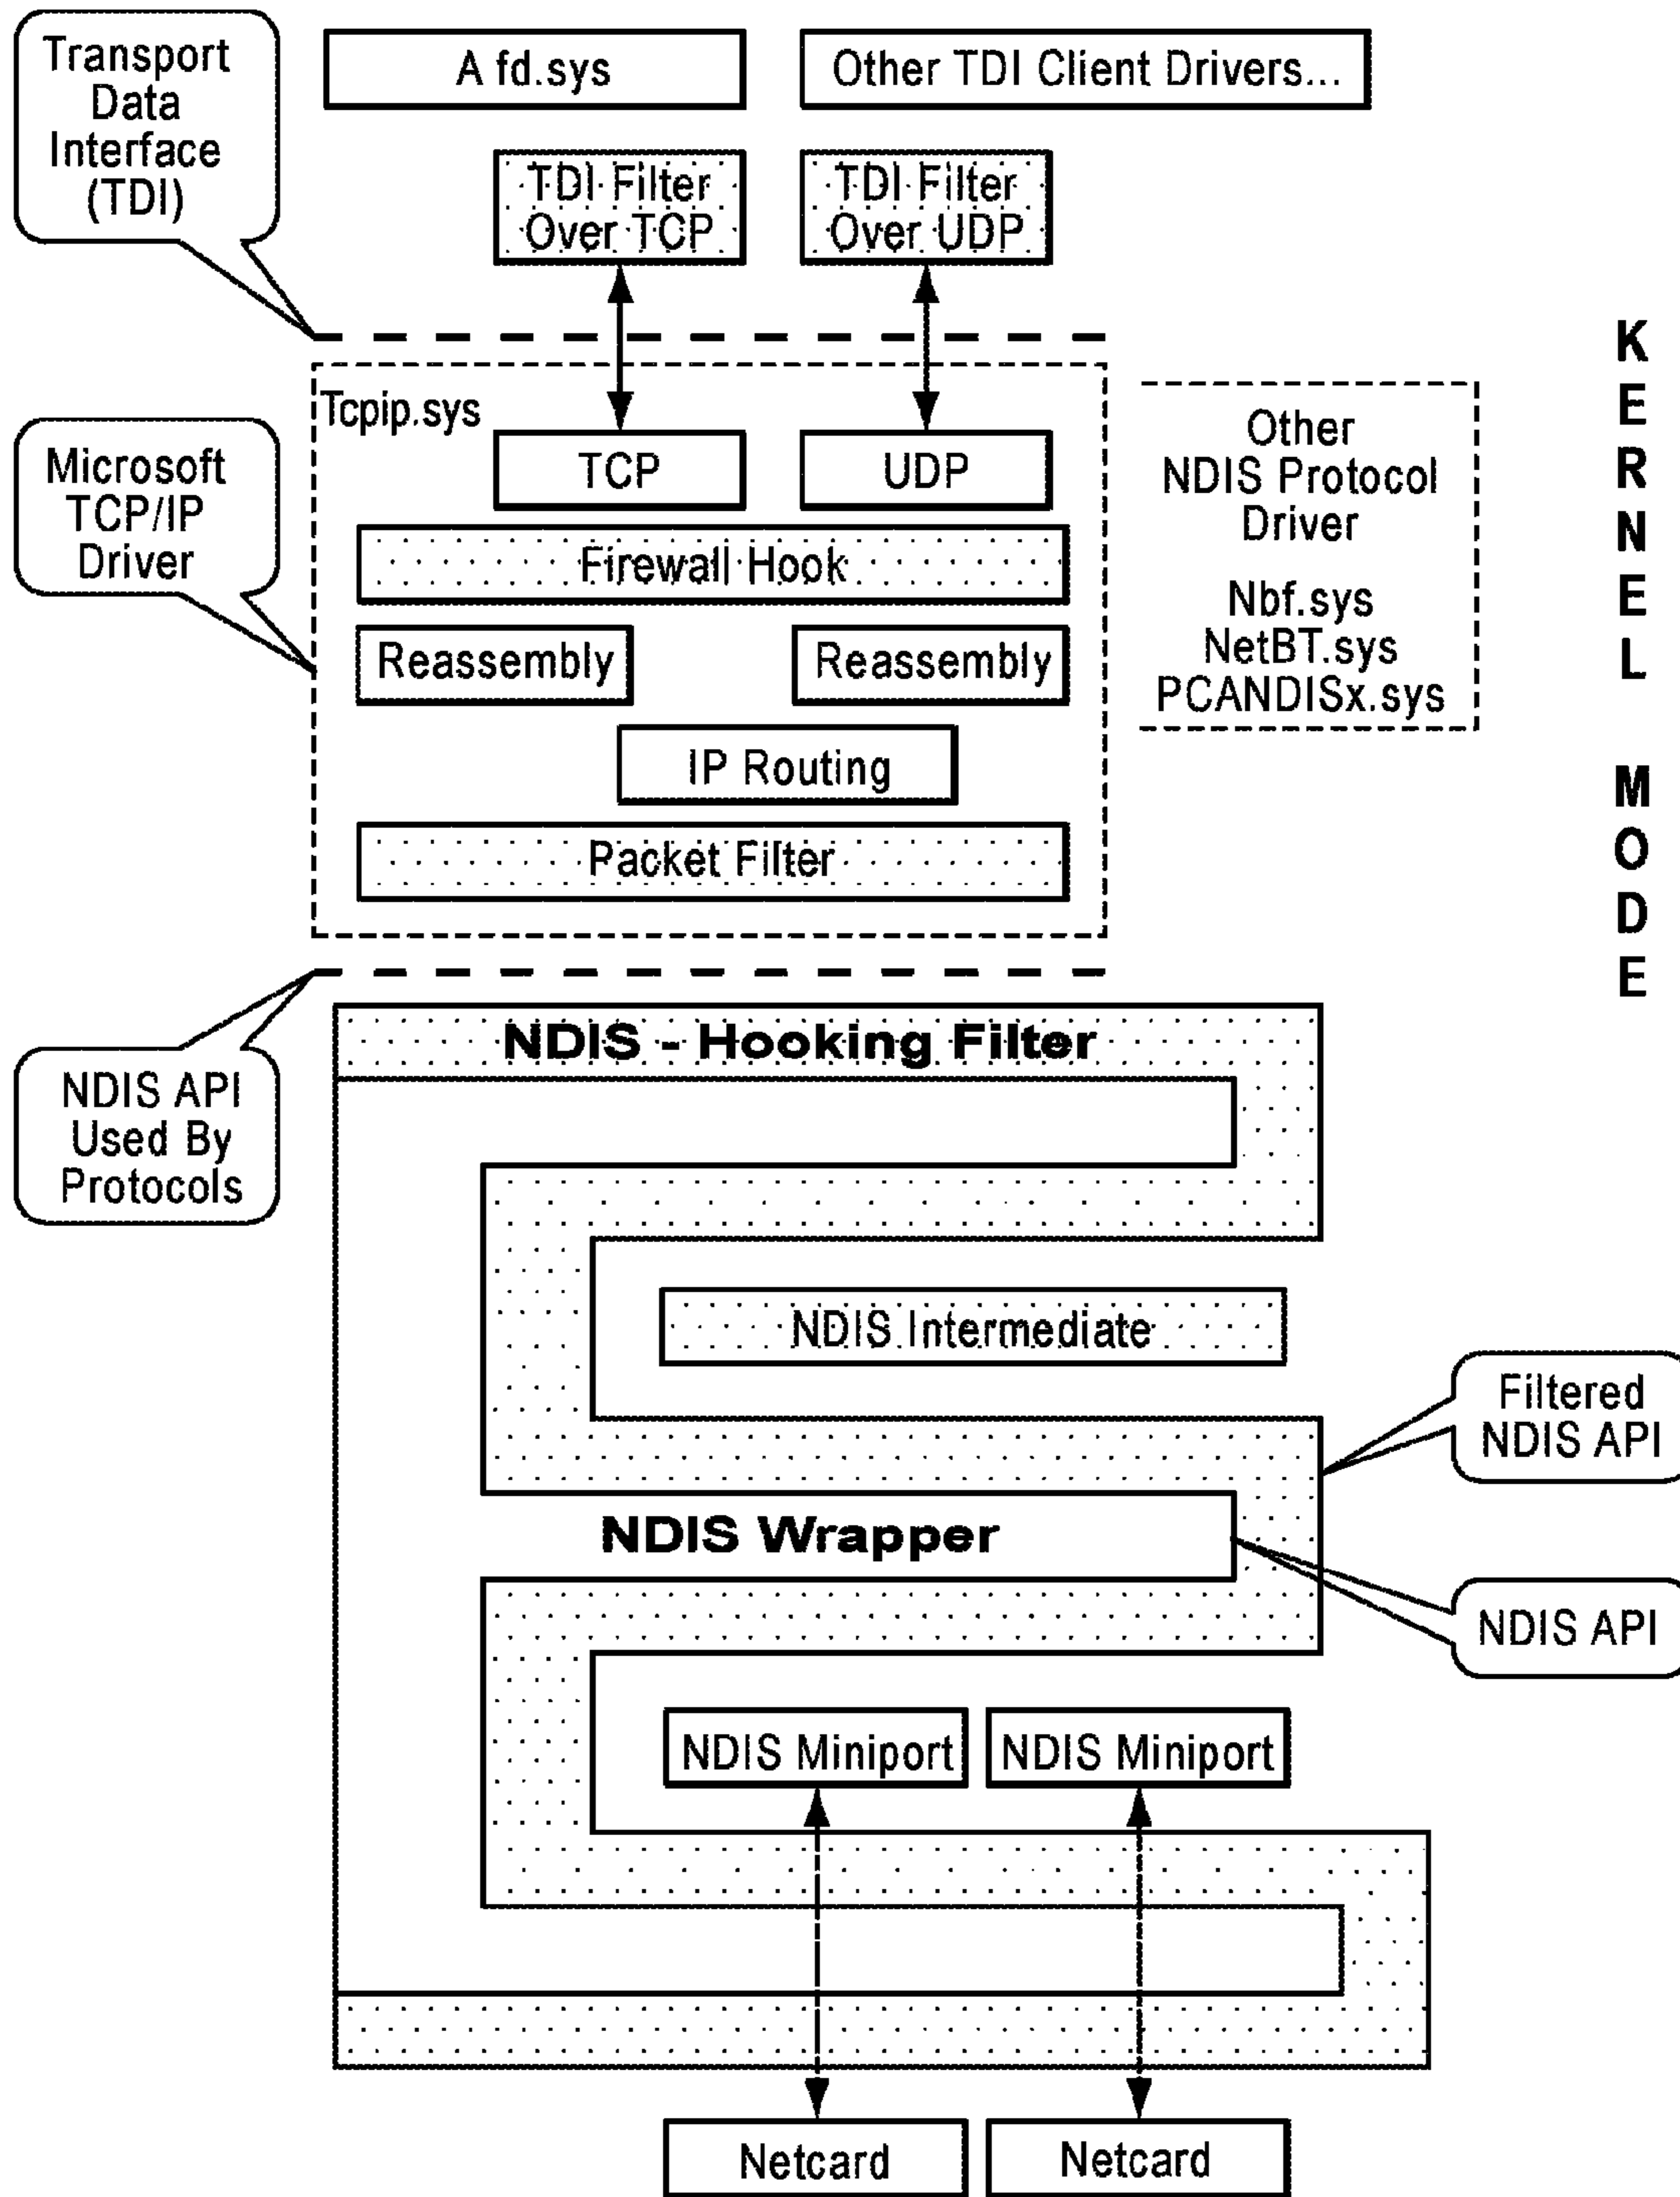 Transport
Data
Interface
(TDI)
A fd.sys
Other TDI Client Drivers...
TDI Filter
Over TCP
TDI Filter
Over UDP
Tcpip.sys
Microsoft
TCP/IP
Driver
TCP
UDP
Firewall Hook
Reassembly
Reassembly
IP Routing
Packet Filter
Other
NDIS Protocol
Driver
Nbf.sys
NetBT.sys
PCANDISx.sys
KERNEL MODE
NDIS API
Used By
Protocols
NDIS - Hooking Filter
NDIS Intermediate
Filtered
NDIS API
NDIS Wrapper
NDIS API
NDIS Miniport
NDIS Miniport
Netcard
Netcard